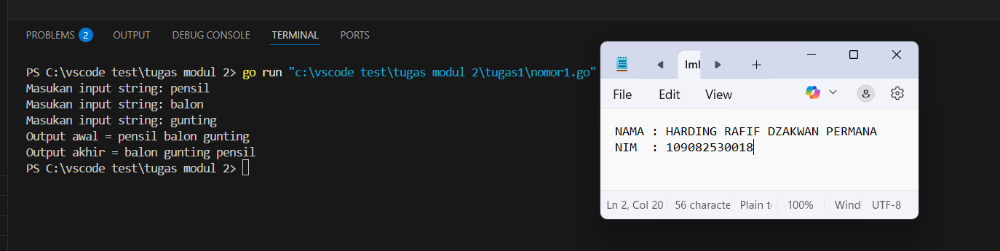 PROBLEMS 2 OUTPUT DEBUG CONSOLE TERMINAL PORTS
PS C:\vscode test\tugas modul 2> go run "c:\vscode test\tugas modul 2\tugas1\nomor1.go"
Masukan input string: pensil
Masukan input string: balon
Masukan input string: gunting
Output awal = pensil balon gunting
Output akhir = balon gunting pensil
PS C:\vscode test\tugas modul 2>
File Edit View
NAMA : HARDING RAFIF DZAKWAN PERMANA
NIM : 109082530018
Ln 2, Col 20 56 characte Plain t 100% Wind UTF-8